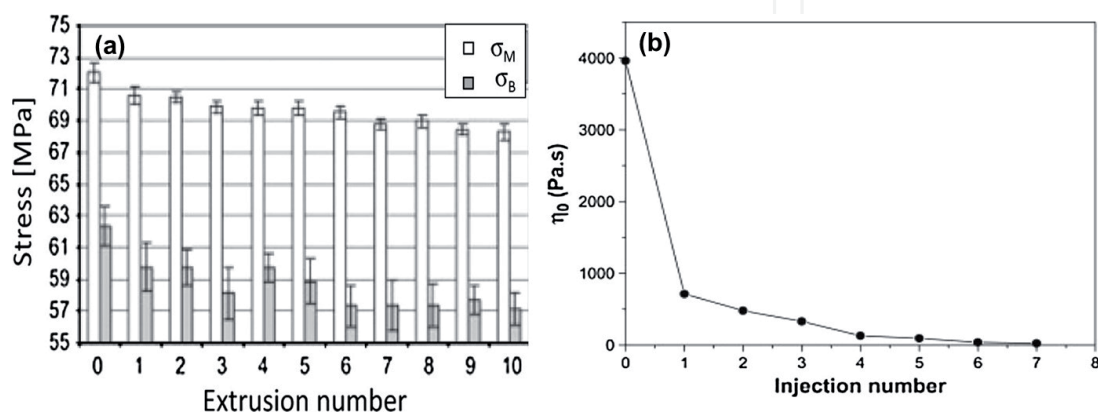 (a)
σM
σB
Stress [MPa]
75
73
71
69
67
65
63
61
59
57
55
0 1 2 3 4 5 6 7 8 9 10
Extrusion number
(b)
η0 (Pa.s)
4000
3000
2000
1000
0
0 1 2 3 4 5 6 7 8
Injection number